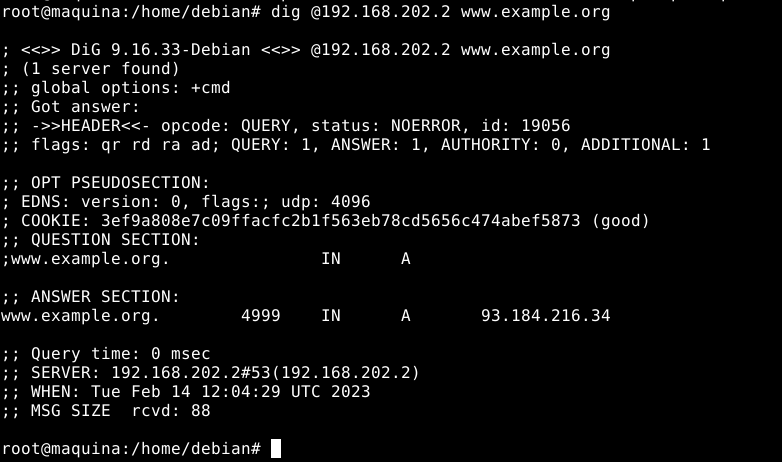 root@maquina:/home/debian# dig @192.168.202.2 www.example.org
; <<>> DiG 9.16.33-Debian <<>> @192.168.202.2 www.example.org
; (1 server found)
;; global options: +cmd
;; Got answer:
;; ->>HEADER<<- opcode: QUERY, status: NOERROR, id: 19056
;; flags: qr rd ra ad; QUERY: 1, ANSWER: 1, AUTHORITY: 0, ADDITIONAL: 1
;; OPT PSEUDOSECTION:
; EDNS: version: 0, flags:; udp: 4096
; COOKIE: 3ef9a808e7c09ffacfc2b1f563eb78cd5656c474abef5873 (good)
;; QUESTION SECTION:
;www.example.org. IN A
;; ANSWER SECTION:
www.example.org. 4999 IN A 93.184.216.34
;; Query time: 0 msec
;; SERVER: 192.168.202.2#53(192.168.202.2)
;; WHEN: Tue Feb 14 12:04:29 UTC 2023
;; MSG SIZE rcvd: 88
root@maquina:/home/debian#